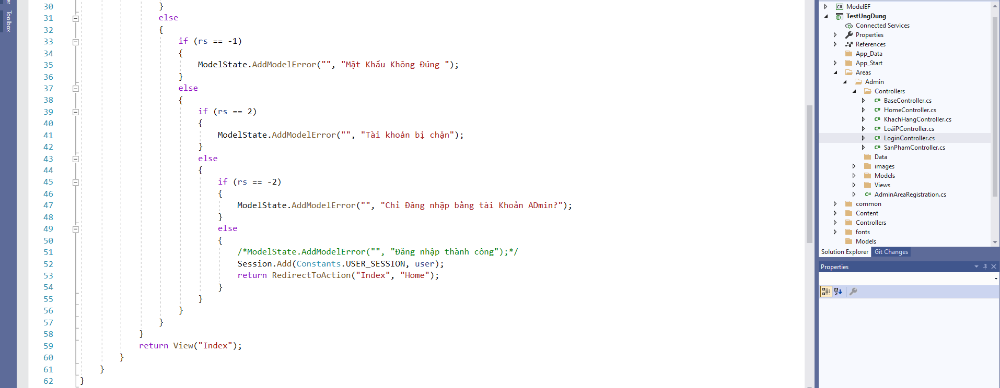 er
Toolbox
30 }
31 else
32 {
33 if (rs == -1)
34 {
35 ModelState.AddModelError("", "Mật Khẩu Không Đúng ");
36 }
37 else
38 {
39 if (rs == 2)
40 {
41 ModelState.AddModelError("", "Tài khoản bị chặn");
42 }
43 else
44 {
45 if (rs == -2)
46 {
47 ModelState.AddModelError("", "Chỉ Đăng nhập bằng tài Khoản ADmin?");
48 }
49 else
50 {
51 /*ModelState.AddModelError("", "Đăng nhập thành công");*/
52 Session.Add(Constants.USER_SESSION, user);
53 return RedirectToAction("Index", "Home");
54 }
55 }
56 }
57 }
58 }
59 return View("Index");
60 }
61 }
62 }
C# ModelEF
TestUngDung
Connected Services
Properties
References
App_Data
App_Start
Areas
Admin
Controllers
C# BaseController.cs
C# HomeController.cs
C# KhachHangController.cs
C# LoáiPController.cs
C# LoginController.cs
C# SanPhamController.cs
Data
images
Models
Views
C# AdminAreaRegistration.cs
common
Content
Controllers
fonts
Models
Solution Explorer Git Changes
Properties